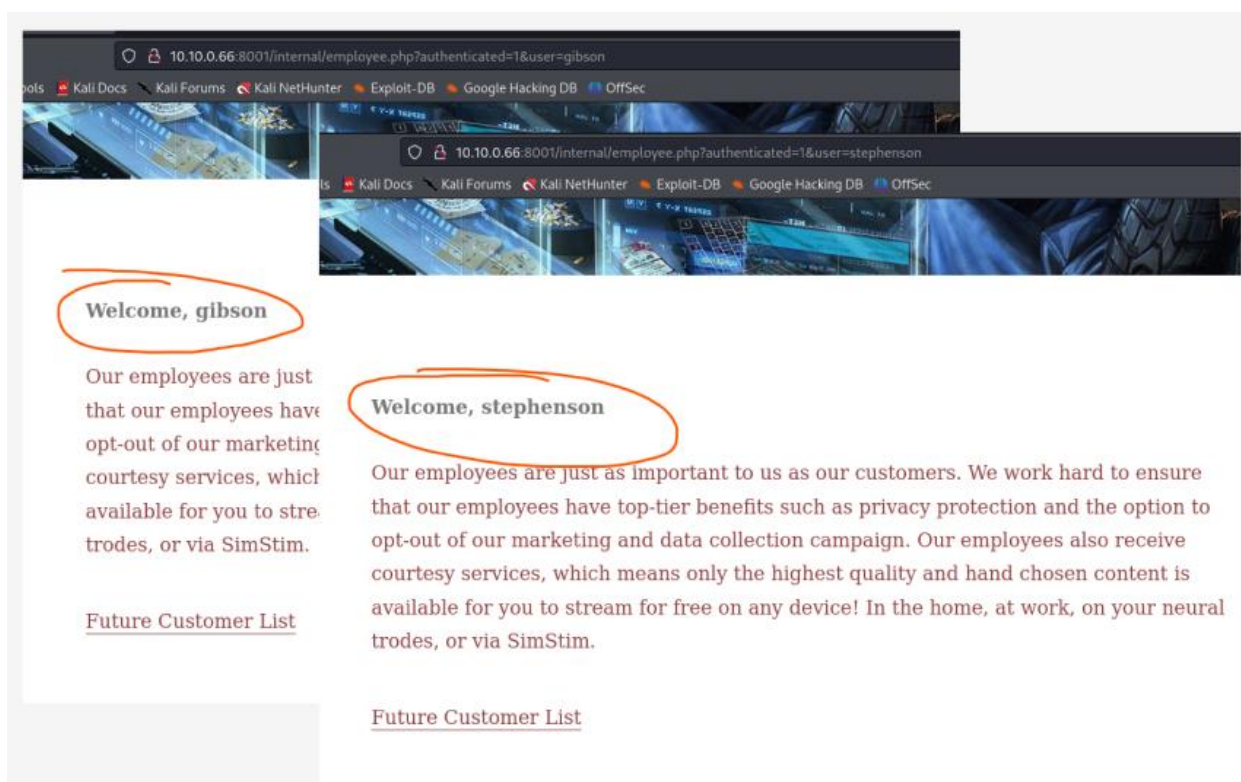 10.10.0.66:8001/internal/employee.php?authenticated=1&user=gibson
ools Kali Docs Kali Forums Kali NetHunter Exploit-DB Google Hacking DB OffSec
10.10.0.66:8001/internal/employee.php?authenticated=1&user=stephenson
ls Kali Docs Kali Forums Kali NetHunter Exploit-DB Google Hacking DB OffSec
Welcome, gibson
Our employees are just
that our employees have
opt-out of our marketing
courtesy services, which
available for you to stre
trodes, or via SimStim.
Future Customer List
Welcome, stephenson
Our employees are just as important to us as our customers. We work hard to ensure
that our employees have top-tier benefits such as privacy protection and the option to
opt-out of our marketing and data collection campaign. Our employees also receive
courtesy services, which means only the highest quality and hand chosen content is
available for you to stream for free on any device! In the home, at work, on your neural
trodes, or via SimStim.
Future Customer List